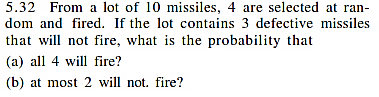 5.32 From a lot of 10 missiles, 4 are selected at ran-
dom and fired. If the lot contains 3 defective missiles
that will not fire, what is the probability that
(a) all 4 will fire?
(b) at most 2 will not. fire?